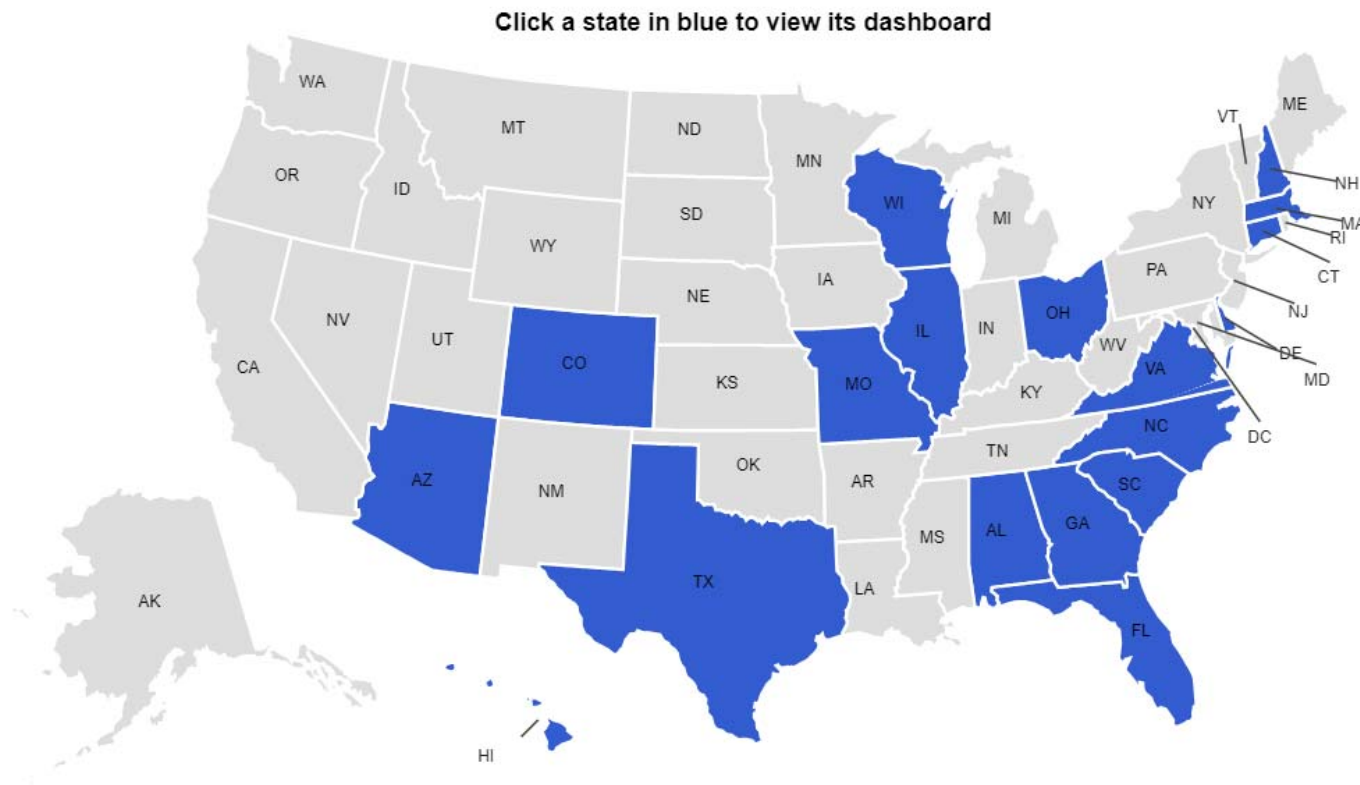 Click a state in blue to view its dashboard
WA
ME
VT
MT
ND
MN
OR
ID
NH
WI
NY
SD
MI
MA
RI
WY
PA
CT
IA
NE
NJ
OH
NV
IN
IL
UT
WV
DE
CO
VA
CA
MD
KS
MO
KY
NC
DC
TN
OK
AZ
AR
SC
NM
GA
AL
MS
TX
LA
AK
FL
HI